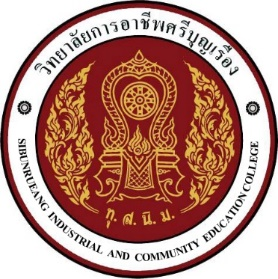 วิทยาลัยการอาชีพศรีบุญเรือง
กุ. ส. นิ. ม.
SIBUNRUEANG INDUSTRIAL AND COMMUNITY EDUCATION COLLEGE